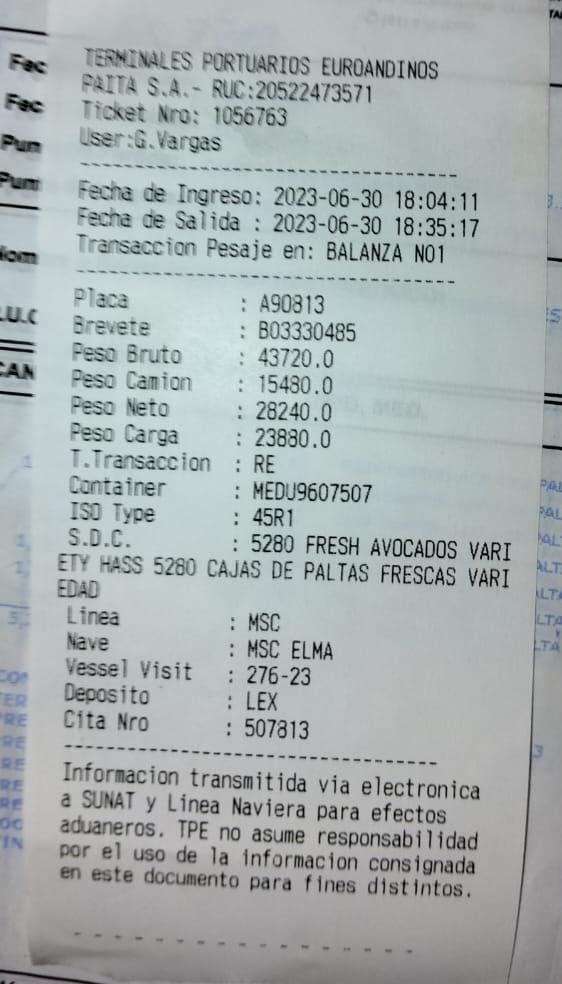 TERMINALES PORTUARIOS EUROANDINOS
PAITA S.A.- RUC:20522473571
Ticket Nro: 1056763
User:G.Vargas
Fecha de Ingreso: 2023-06-30 18:04:11
Fecha de Salida : 2023-06-30 18:35:17
Transaccion Pesaje en: BALANZA NO1
Placa : A90813
Brevete : B03330485
Peso Bruto : 43720.0
Peso Camion : 15480.0
Peso Neto : 28240.0
Peso Carga : 23880.0
T.Transaccion : RE
Container : MEDU9607507
ISO Type : 45R1
S.D.C. : 5280 FRESH AVOCADOS VARI
ETY HASS 5280 CAJAS DE PALTAS FRESCAS VARI
EDAD
Linea : MSC
Nave : MSC ELMA
Vessel Visit : 276-23
Deposito : LEX
Cita Nro : 507813
Informacion transmitida via electronica
a SUNAT y Linea Naviera para efectos
aduaneros. TPE no asume responsabilidad
por el uso de la informacion consignada
en este documento para fines distintos.